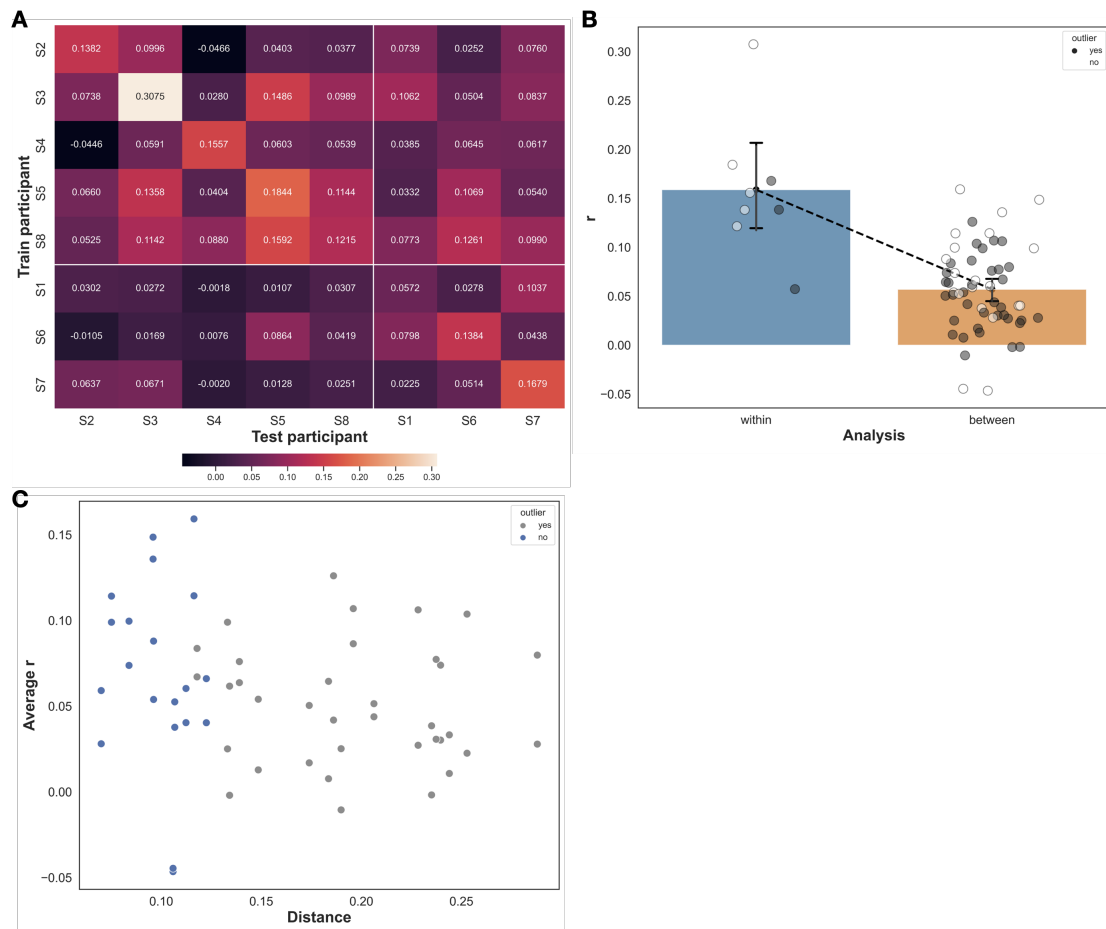 A
S2 0.1382 0.0996 -0.0466 0.0403 0.0377 0.0739 0.0252 0.0760
S3 0.0738 0.3075 0.0280 0.1486 0.0989 0.1062 0.0504 0.0837
S4 -0.0446 0.0591 0.1557 0.0603 0.0539 0.0385 0.0645 0.0617
S5 0.0660 0.1358 0.0404 0.1844 0.1144 0.0332 0.1069 0.0540
S8 0.0525 0.1142 0.0880 0.1592 0.1215 0.0773 0.1261 0.0990
S1 0.0302 0.0272 -0.0018 0.0107 0.0307 0.0572 0.0278 0.1037
S6 -0.0105 0.0169 0.0076 0.0864 0.0419 0.0798 0.1384 0.0438
S7 0.0637 0.0671 -0.0020 0.0128 0.0251 0.0225 0.0514 0.1679
Train participant
S2 S3 S4 S5 S8 S1 S6 S7
Test participant
0.00 0.05 0.10 0.15 0.20 0.25 0.30
B
outlier
yes
no
0.30
0.25
0.20
0.15
0.10
0.05
0.00
−0.05
r
within between
Analysis
C
outlier
yes
no
0.15
0.10
0.05
0.00
−0.05
Average r
0.10 0.15 0.20 0.25
Distance